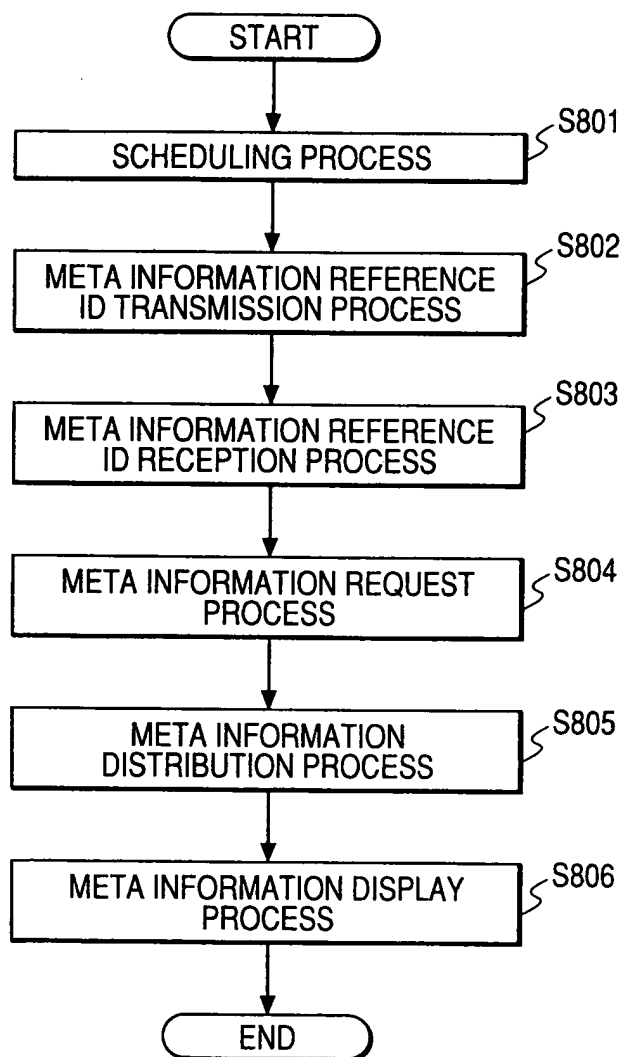 START
S801
SCHEDULING PROCESS
S802
META INFORMATION REFERENCE
ID TRANSMISSION PROCESS
S803
META INFORMATION REFERENCE
ID RECEPTION PROCESS
S804
META INFORMATION REQUEST
PROCESS
S805
META INFORMATION
DISTRIBUTION PROCESS
S806
META INFORMATION DISPLAY
PROCESS
END